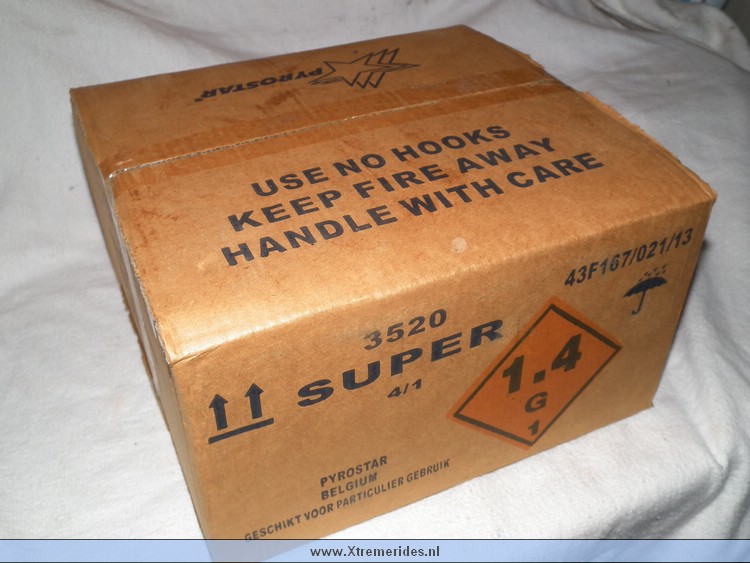 PYROSTAR®
USE NO HOOKS
KEEP FIRE AWAY
HANDLE WITH CARE
43F167/021/13
3520
SUPER
4/1
1.4
G
1
PYROSTAR
BELGIUM
GESCHIKT VOOR PARTICULIER GEBRUIK
www.Xtremerides.nl